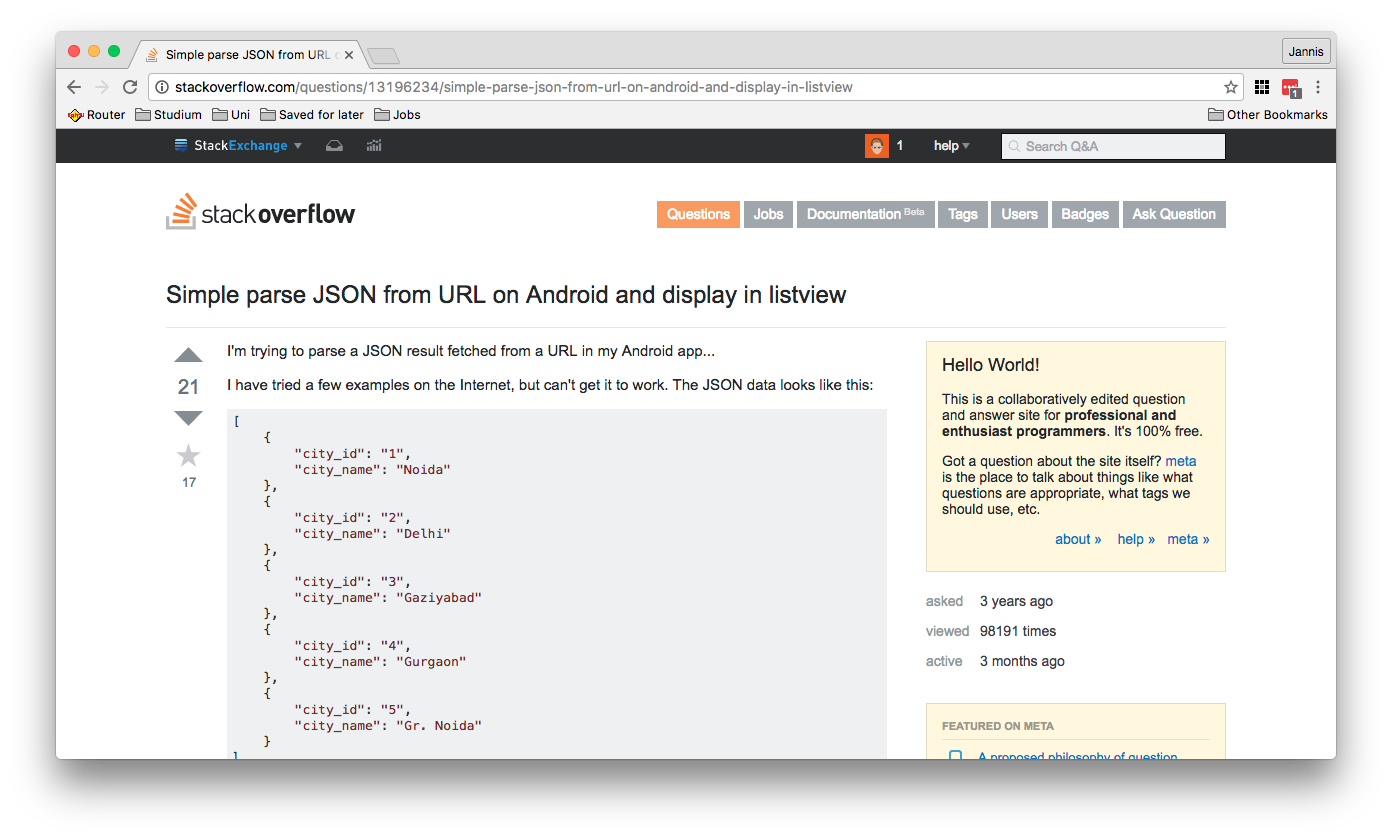 Simple parse JSON from URL
Jannis
stackoverflow.com/questions/13196234/simple-parse-json-from-url-on-android-and-display-in-listview
1
Router Studium Uni Saved for later Jobs Other Bookmarks
StackExchange 1 help Search Q&A
stackoverflow
Questions Jobs Documentation Beta Tags Users Badges Ask Question
Simple parse JSON from URL on Android and display in listview
I'm trying to parse a JSON result fetched from a URL in my Android app...
21
I have tried a few examples on the Internet, but can't get it to work. The JSON data looks like this:
17
[
{
"city_id": "1",
"city_name": "Noida"
},
{
"city_id": "2",
"city_name": "Delhi"
},
{
"city_id": "3",
"city_name": "Gaziyabad"
},
{
"city_id": "4",
"city_name": "Gurgaon"
},
{
"city_id": "5",
"city_name": "Gr. Noida"
}
]
Hello World!
This is a collaboratively edited question
and answer site for professional and
enthusiast programmers. It's 100% free.
Got a question about the site itself? meta
is the place to talk about things like what
questions are appropriate, what tags we
should use, etc.
about » help » meta »
asked 3 years ago
viewed 98191 times
active 3 months ago
FEATURED ON META
A proposed philosophy of question